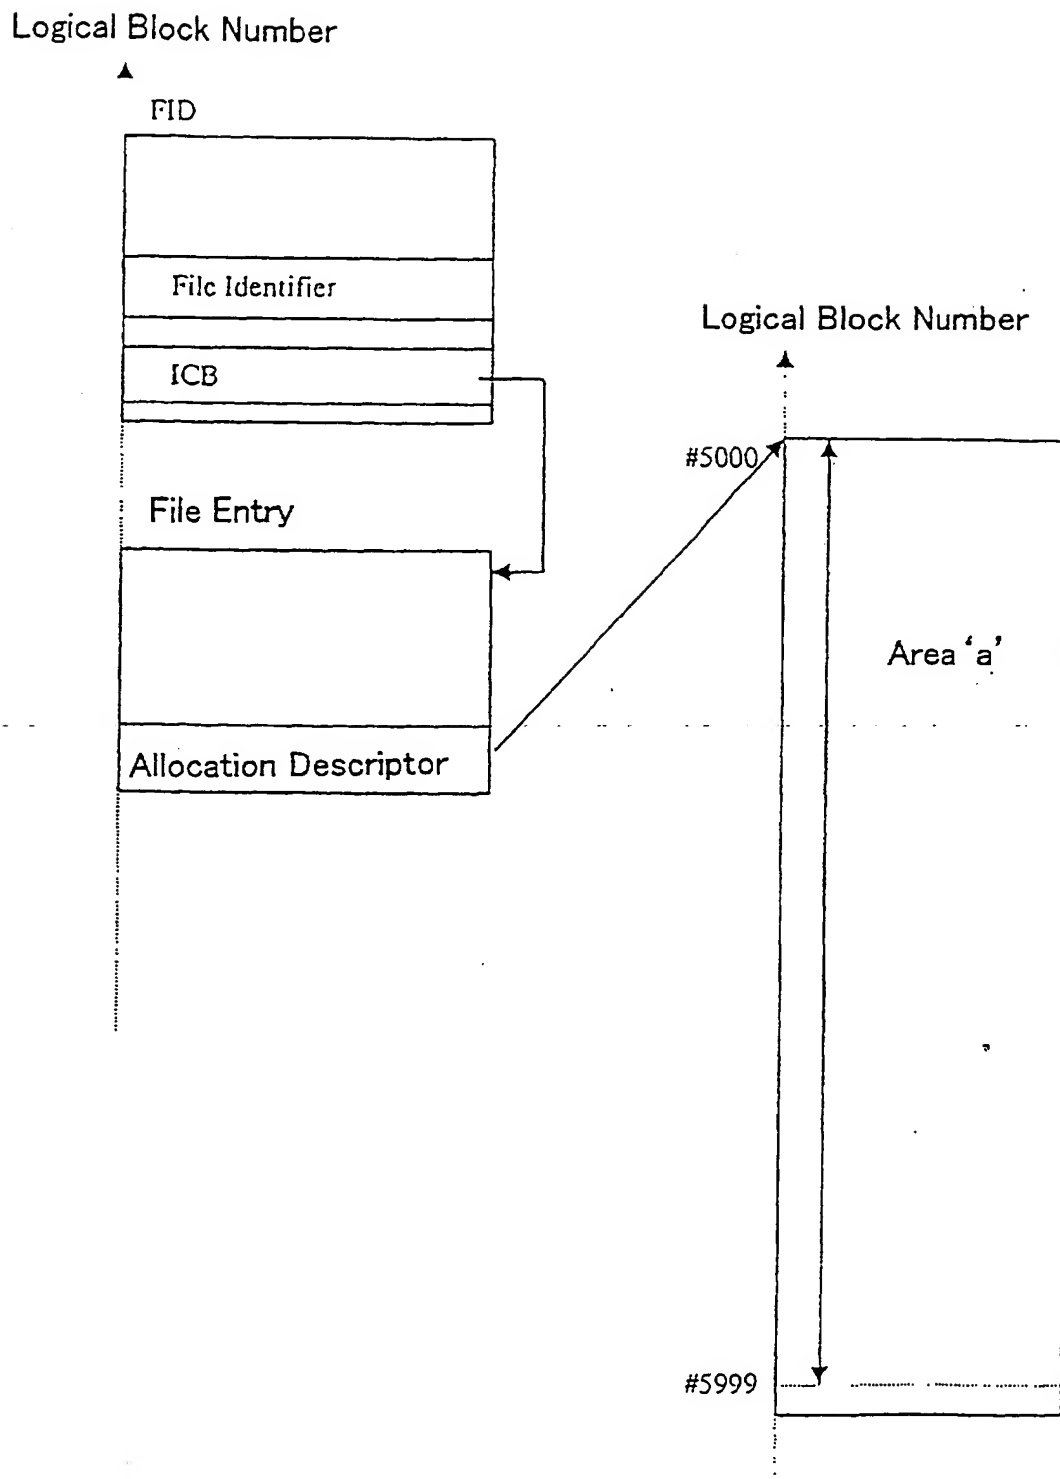 Logical Block Number
FID
File Identifier
ICB
File Entry
Allocation Descriptor
Logical Block Number
#5000
Area 'a'
#5999